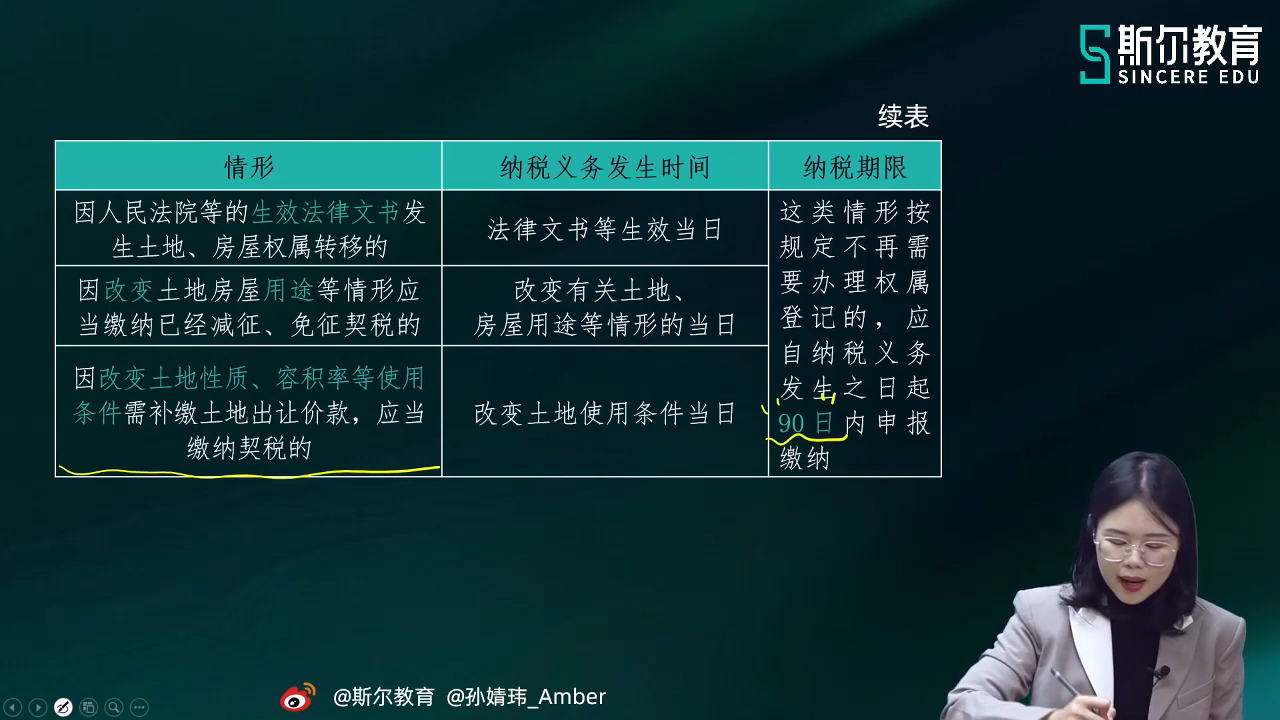 斯尔教育
SINCERE EDU
续表
情形
纳税义务发生时间
纳税期限
因人民法院等的生效法律文书发
生土地、房屋权属转移的
法律文书等生效当日
因改变土地房屋用途等情形应
当缴纳已经减征、免征契税的
改变有关土地、
房屋用途等情形的当日
因改变土地性质、容积率等使用
条件需补缴土地出让价款，应当
缴纳契税的
改变土地使用条件当日
这类情形按
规定不再需
要办理权属
登记的，应
自纳税义务
发生之日起
90日内申报
缴纳
@斯尔教育 @孙婧玮_Amber